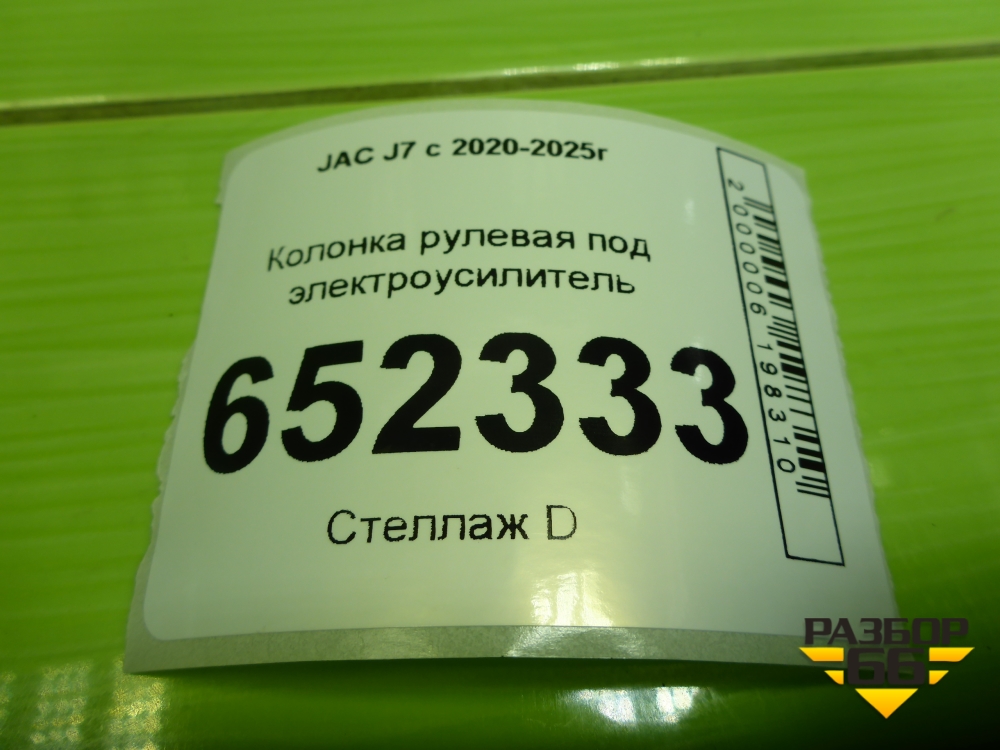 JAC J7 с 2020-2025г
Колонка рулевая под
электроусилитель
652333
Стеллаж D
2000006198310
РАЗБОР
66